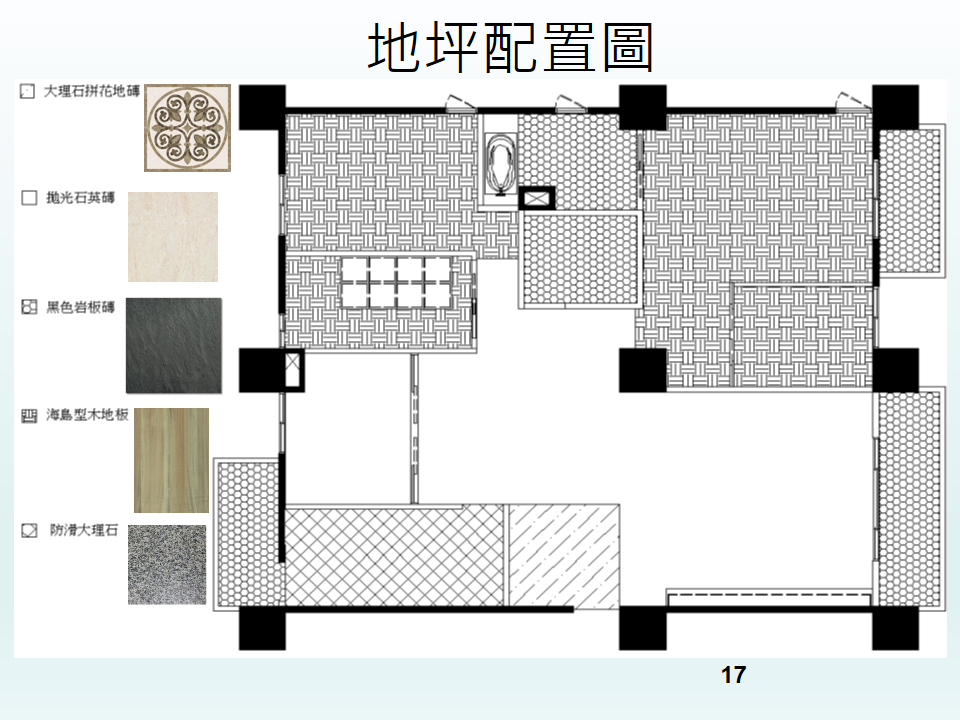 地坪配置圖
大理石拼花地磚
拋光石英磚
黑色岩板磚
海島型木地板
防滑大理石
17